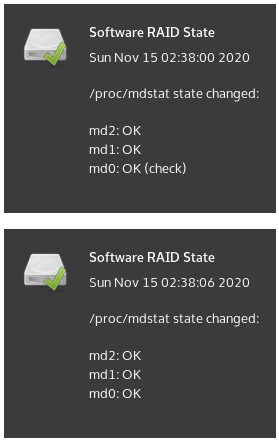 Software RAID State
Sun Nov 15 02:38:00 2020
/proc/mdstat state changed:
md2: OK
md1: OK
md0: OK (check)
Software RAID State
Sun Nov 15 02:38:06 2020
/proc/mdstat state changed:
md2: OK
md1: OK
md0: OK